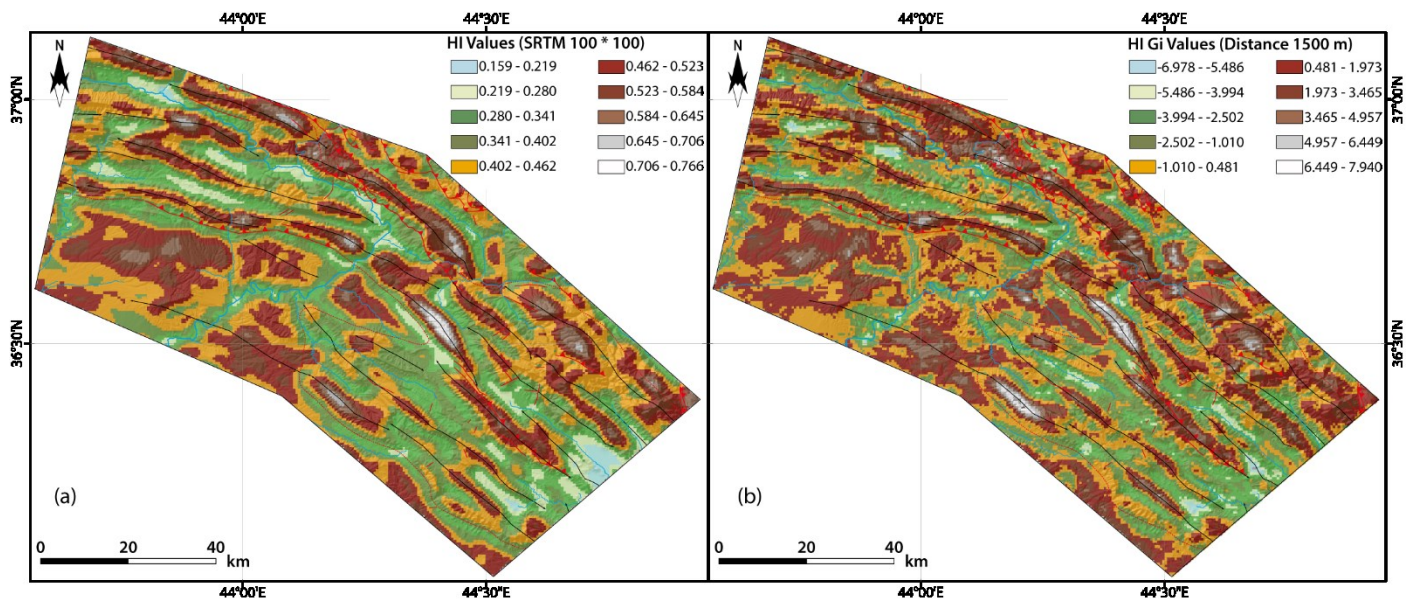 44°00'E 44°30'E 44°00'E 44°30'E
N
HI Values (SRTM 100 * 100)
0.159 - 0.219 0.462 - 0.523
0.219 - 0.280 0.523 - 0.584
0.280 - 0.341 0.584 - 0.645
0.341 - 0.402 0.645 - 0.706
0.402 - 0.462 0.706 - 0.766
N
HI Gi Values (Distance 1500 m)
-6.978 - -5.486 0.481 - 1.973
-5.486 - -3.994 1.973 - 3.465
-3.994 - -2.502 3.465 - 4.957
-2.502 - -1.010 4.957 - 6.449
-1.010 - 0.481 6.449 - 7.940
37°00'N 37°00'N
36°30'N 36°30'N
(a) (b)
0 20 40 km
0 20 40 km
44°00'E 44°30'E 44°00'E 44°30'E